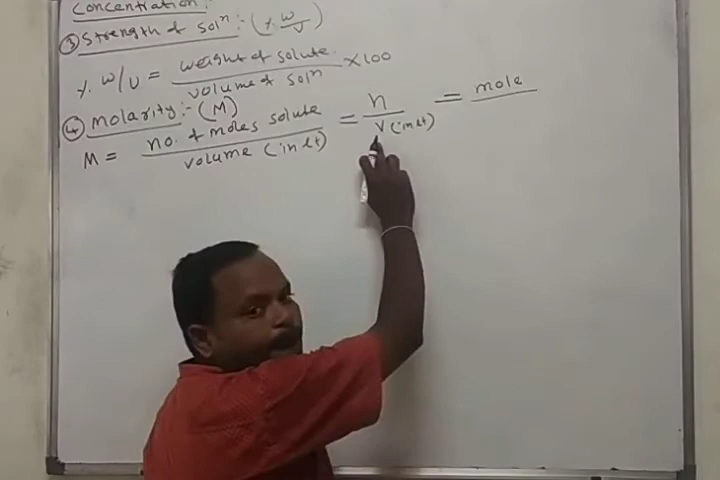 Concentration:
③ Strength of solⁿ :- (% w/v)
% w/v = weight of solute / volume of solⁿ × 100
④ molarity :- (M)
M = no. of moles solute / volume (in lt) = n / v (in lt) = mole